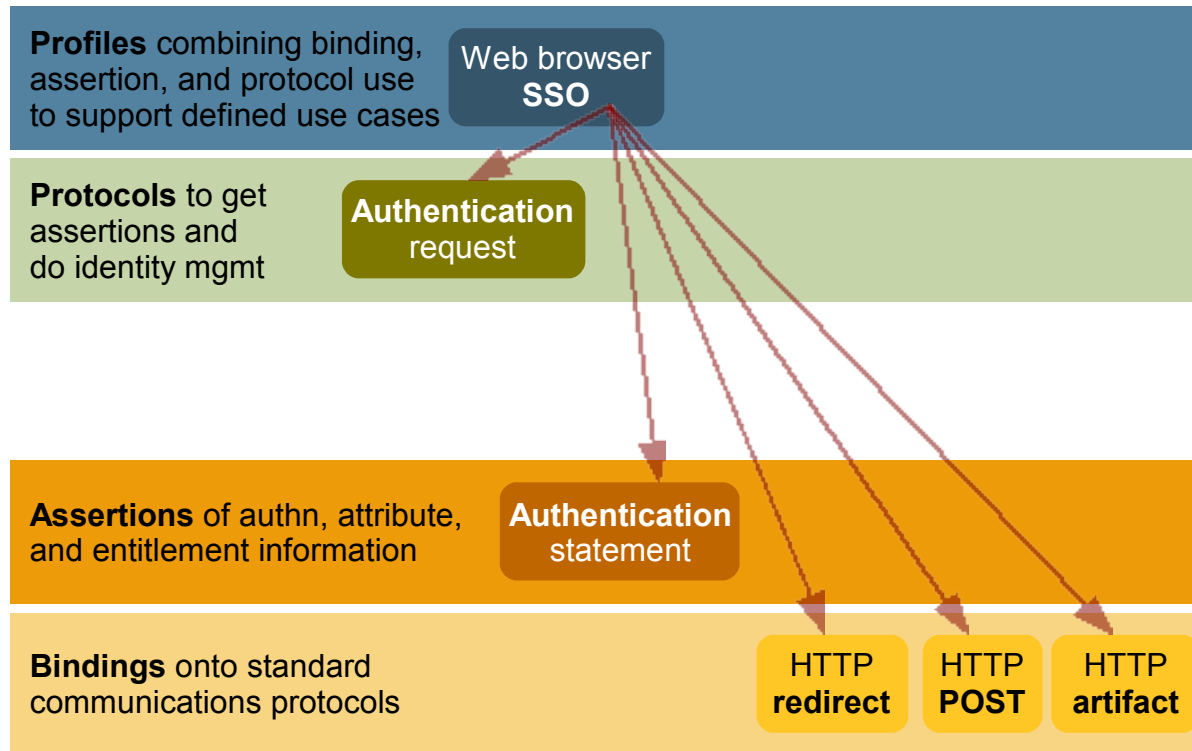 Profiles combining binding,
assertion, and protocol use
to support defined use cases
Web browser
SSO
Protocols to get
assertions and
do identity mgmt
Authentication
request
Assertions of authn, attribute,
and entitlement information
Authentication
statement
Bindings onto standard
communications protocols
HTTP
redirect
HTTP
POST
HTTP
artifact